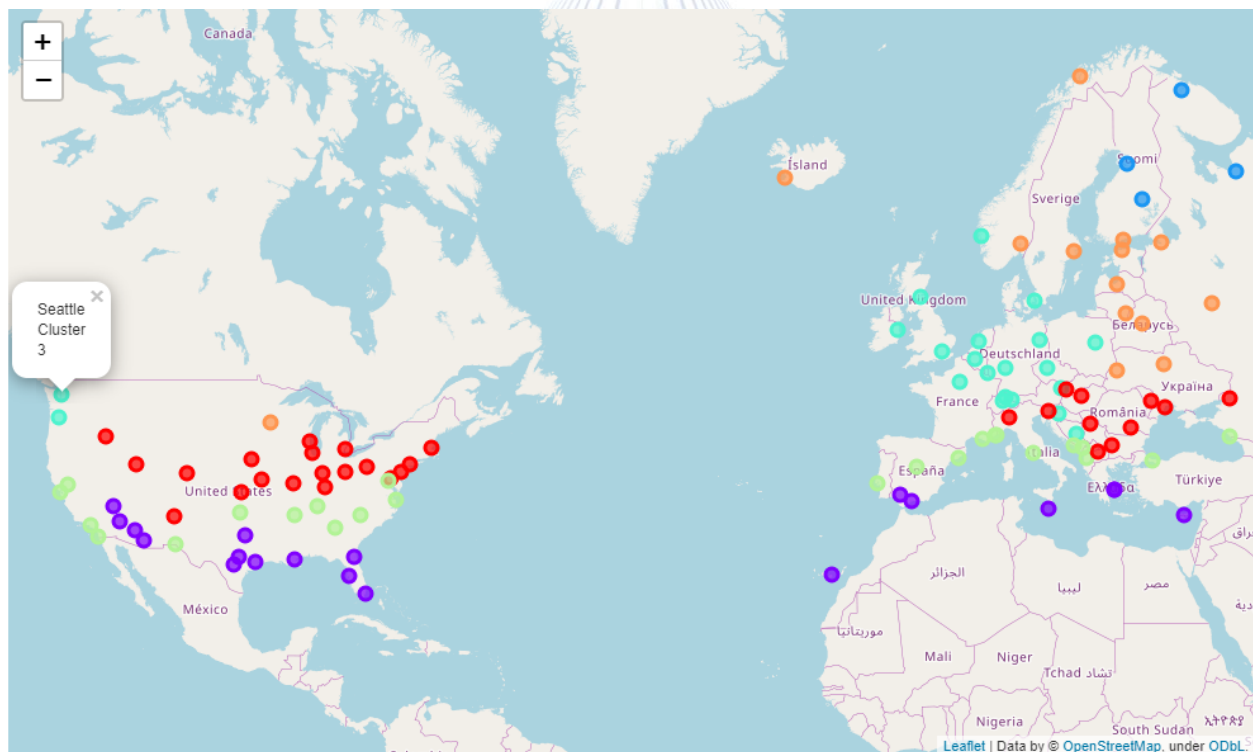 +
Canada
−
Ísland
Suomi
Sverige
United Kingdom
Seattle
Cluster
3
×
Беларусь
Deutschland
Україна
France
România
Italia
España
Türkiye
Ελλάδα
United States
México
الجزائر
ليبيا
مصر
موريتانيا
Mali
Niger
Tchad تشاد
Nigeria
South Sudan
ኢትዮጵያ
Leaflet | Data by © OpenStreetMap, under ODbL